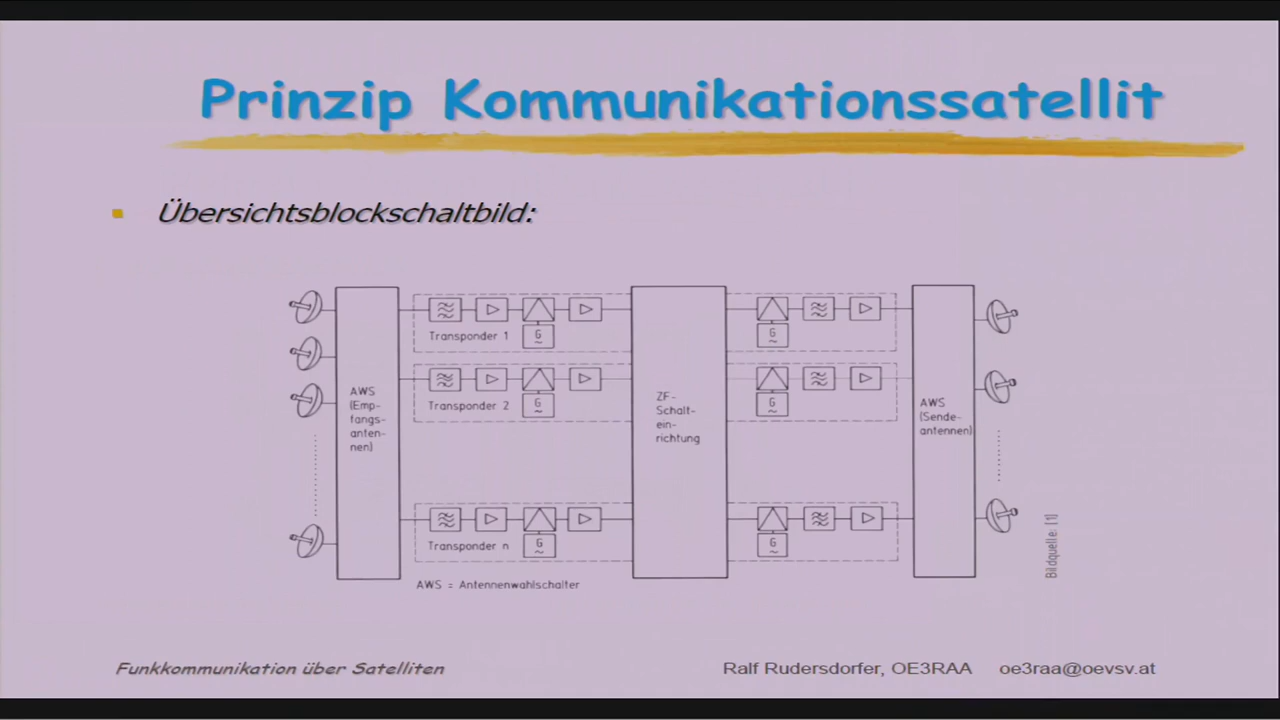 Prinzip Kommunikationssatellit
Übersichtsblockschaltbild:
AWS
(Emp-
fangs-
anten-
nen)
Transponder 1
G
~
Transponder 2
G
~
Transponder n
G
~
ZF-
Schalt-
ein-
richtung
G
~
G
~
G
~
AWS
(Sende-
antennen)
AWS = Antennenwahlschalter
Bildquelle: [1]
Funkkommunikation über Satelliten
Ralf Rudersdorfer, OE3RAA oe3raa@oevsv.at